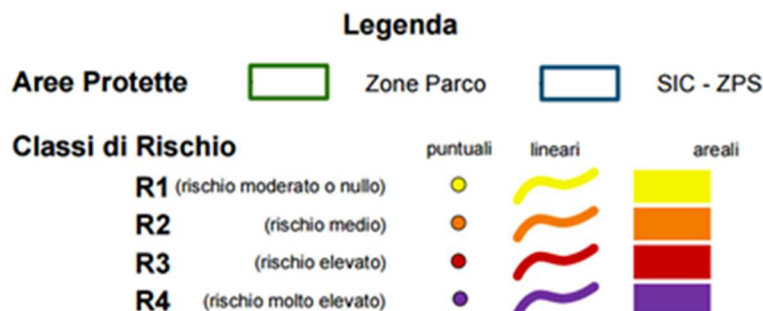 Legenda
Aree Protette Zone Parco SIC - ZPS
Classi di Rischio puntuali lineari areali
R1 (rischio moderato o nullo)
R2 (rischio medio)
R3 (rischio elevato)
R4 (rischio molto elevato)